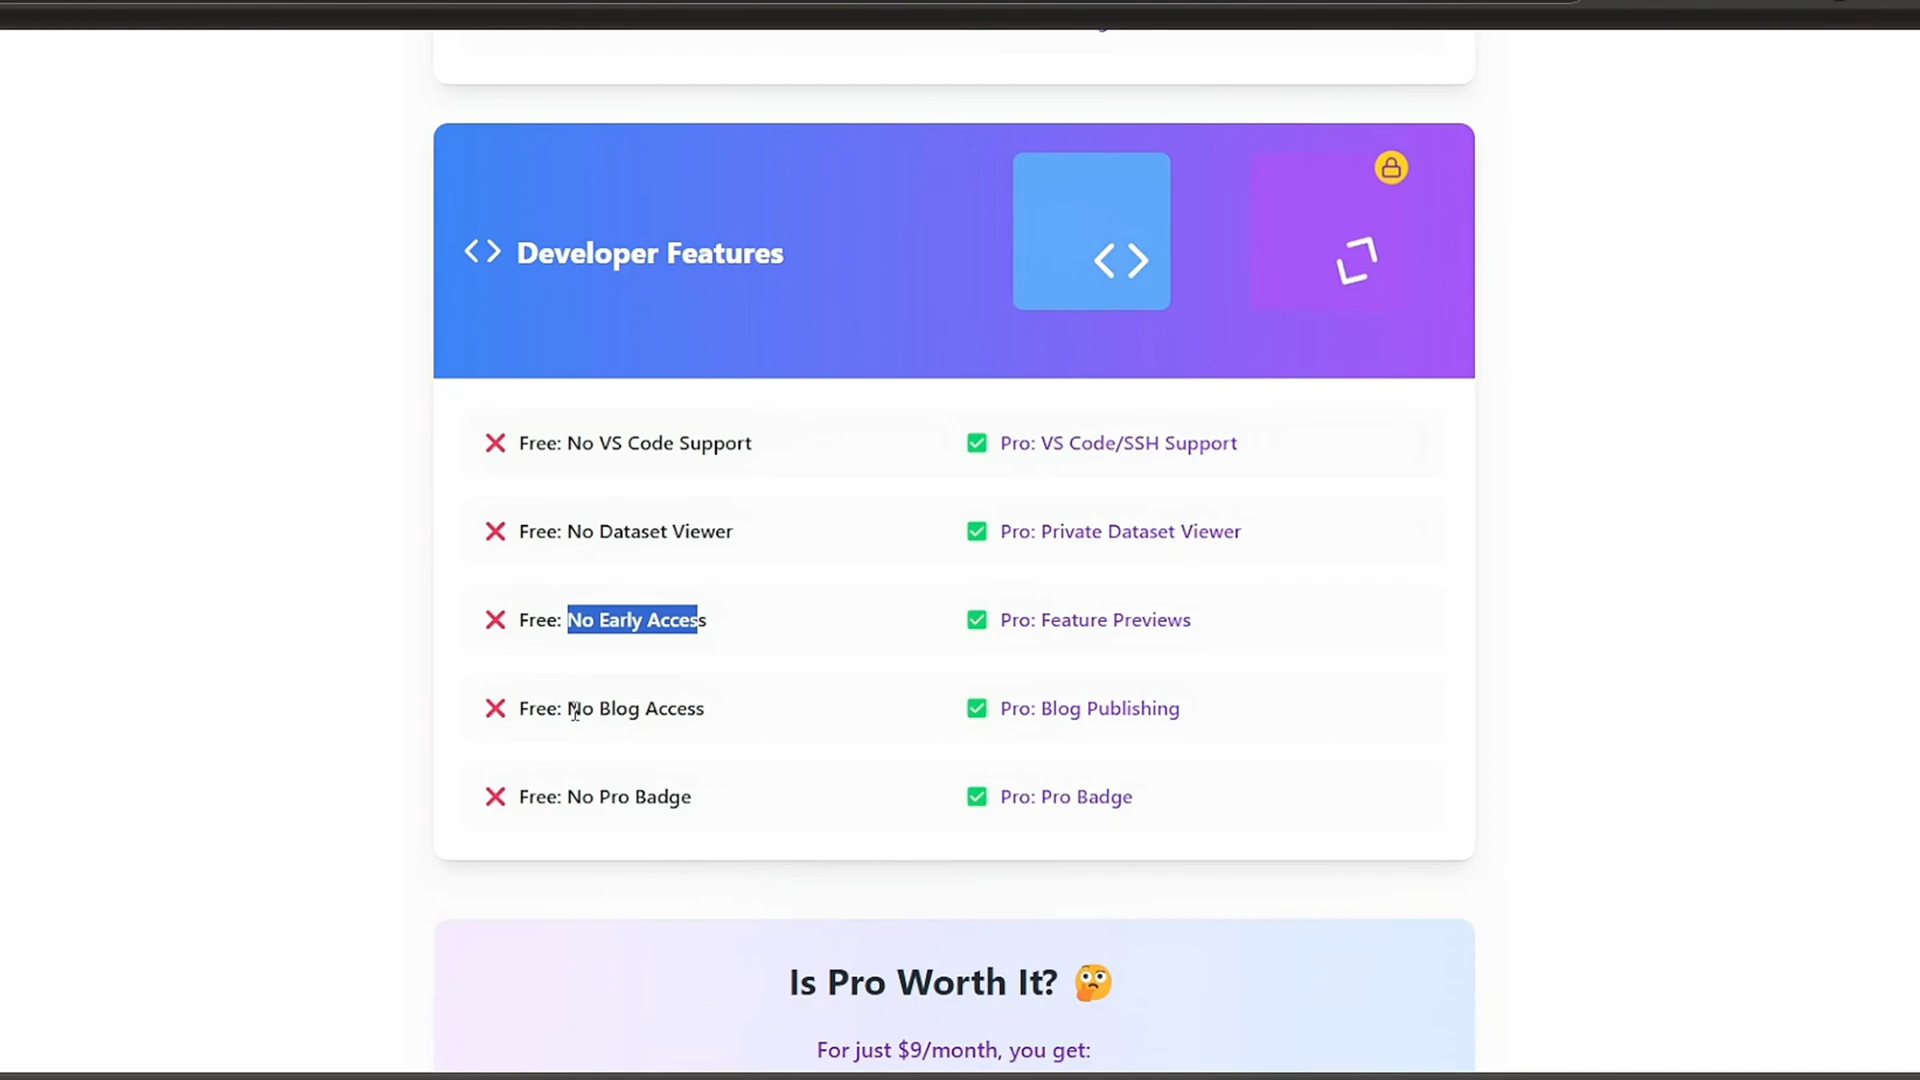 Developer Features
Free: No VS Code Support
Pro: VS Code/SSH Support
Free: No Dataset Viewer
Pro: Private Dataset Viewer
Free: No Early Access
Pro: Feature Previews
Free: No Blog Access
Pro: Blog Publishing
Free: No Pro Badge
Pro: Pro Badge
Is Pro Worth It? 🤔
For just $9/month, you get: